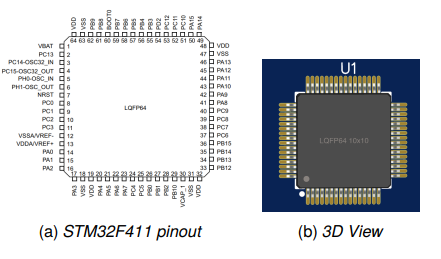 VDD VSS PB9 PB8 BOOT0 PB7 PB6 PB5 PB4 PB3 PD2 PC12 PC11 PC10 PA15 PA14
64 63 62 61 60 59 58 57 56 55 54 53 52 51 50 49
VBAT 1 48 VDD
PC13 2 47 VSS
PC14-OSC32_IN 3 46 PA13
PC15-OSC32_OUT 4 45 PA12
PH0-OSC_IN 5 44 PA11
PH1-OSC_OUT 6 43 PA10
NRST 7 42 PA9
PC0 8 41 PA8
PC1 9 LQFP64 40 PC9
PC2 10 39 PC8
PC3 11 38 PC7
VSSA/VREF- 12 37 PC6
VDDA/VREF+ 13 36 PB15
PA0 14 35 PB14
PA1 15 34 PB13
PA2 16 33 PB12
17 18 19 20 21 22 23 24 25 26 27 28 29 30 31 32
PA3 VSS VDD PA4 PA5 PA6 PA7 PC4 PC5 PB0 PB1 PB2 PB10 VCAP_1 VSS VDD
(a) STM32F411 pinout
U1
LQFP64 10x10
(b) 3D View